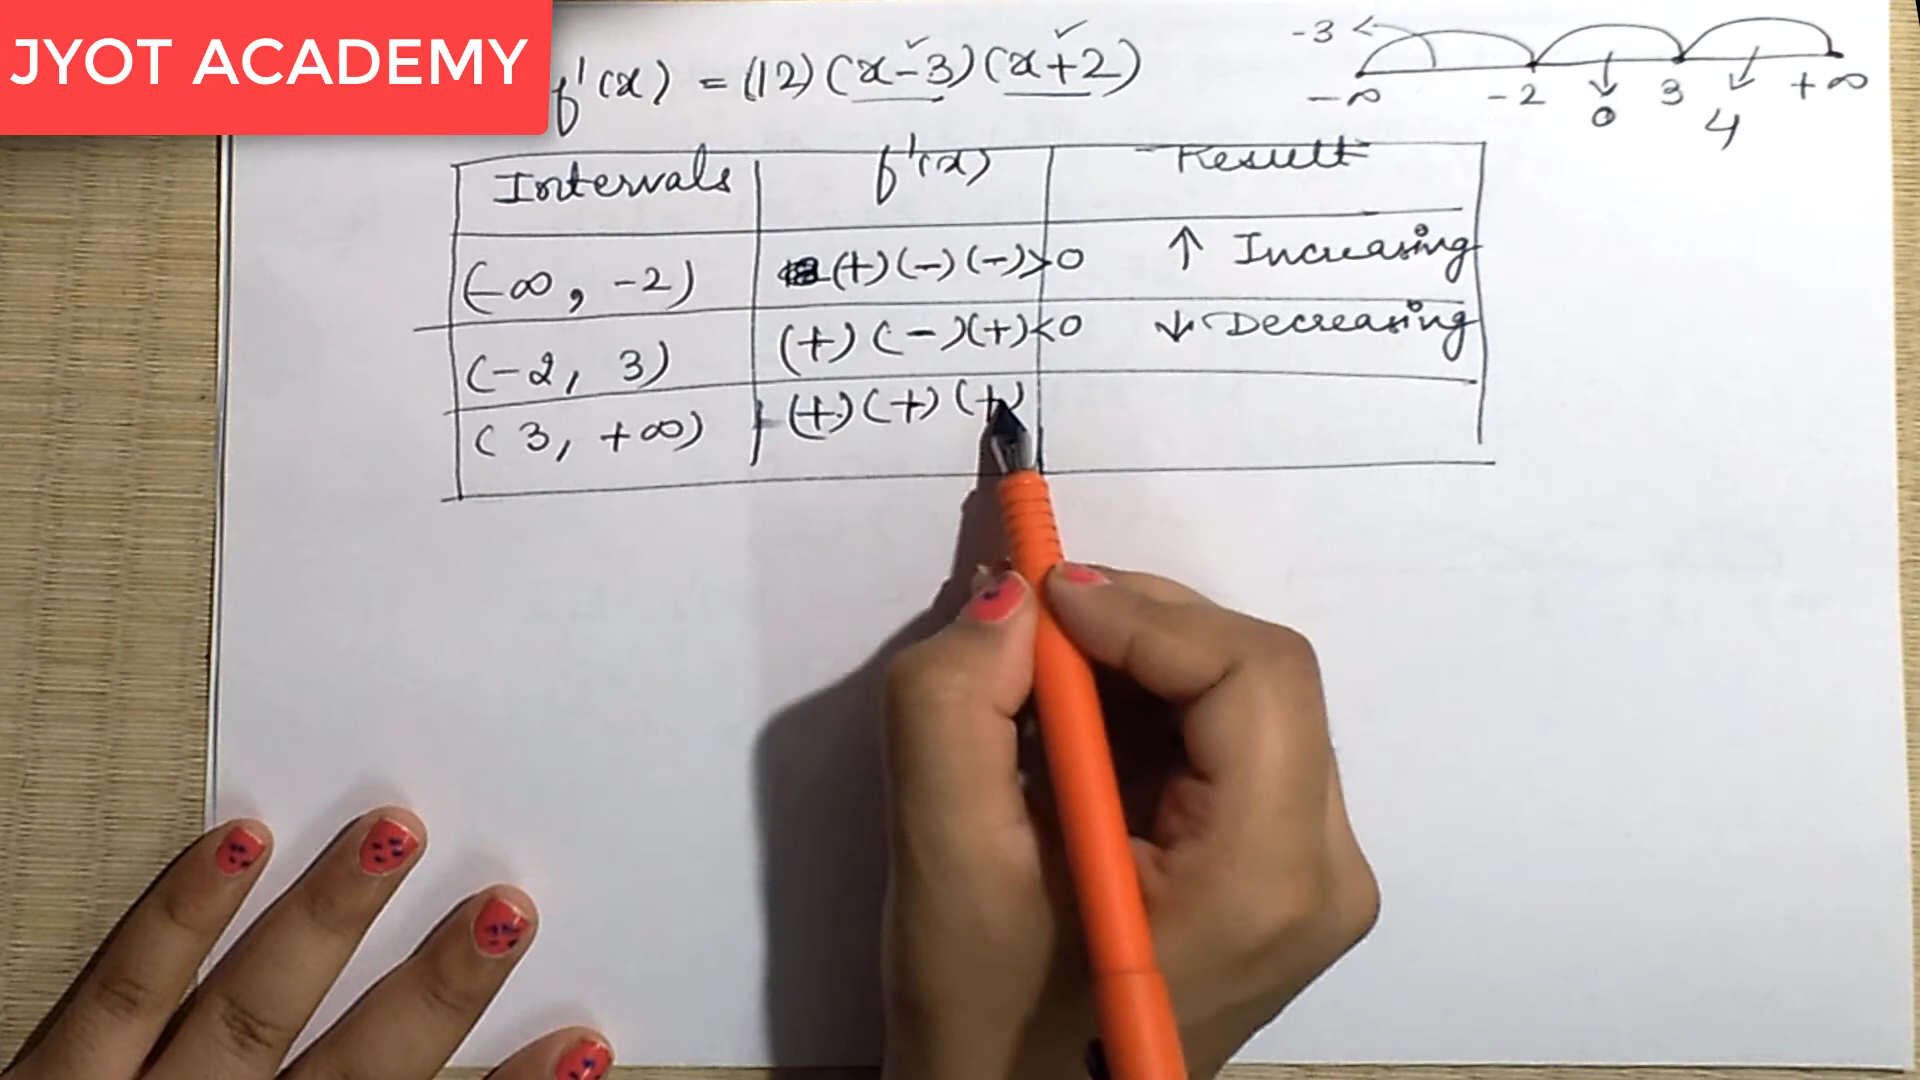 JYOT ACADEMY
f'(x) = (12)(x-3)(x+2)
-3
-∞ -2 0 3 4 +∞
Intervals f'(x) Result
(-∞, -2) (+)(-)(-)>0 ↑ Increasing
(-2, 3) (+)(-)(+)<0 ↓ Decreasing
(3, +∞) (+)(+)(+)